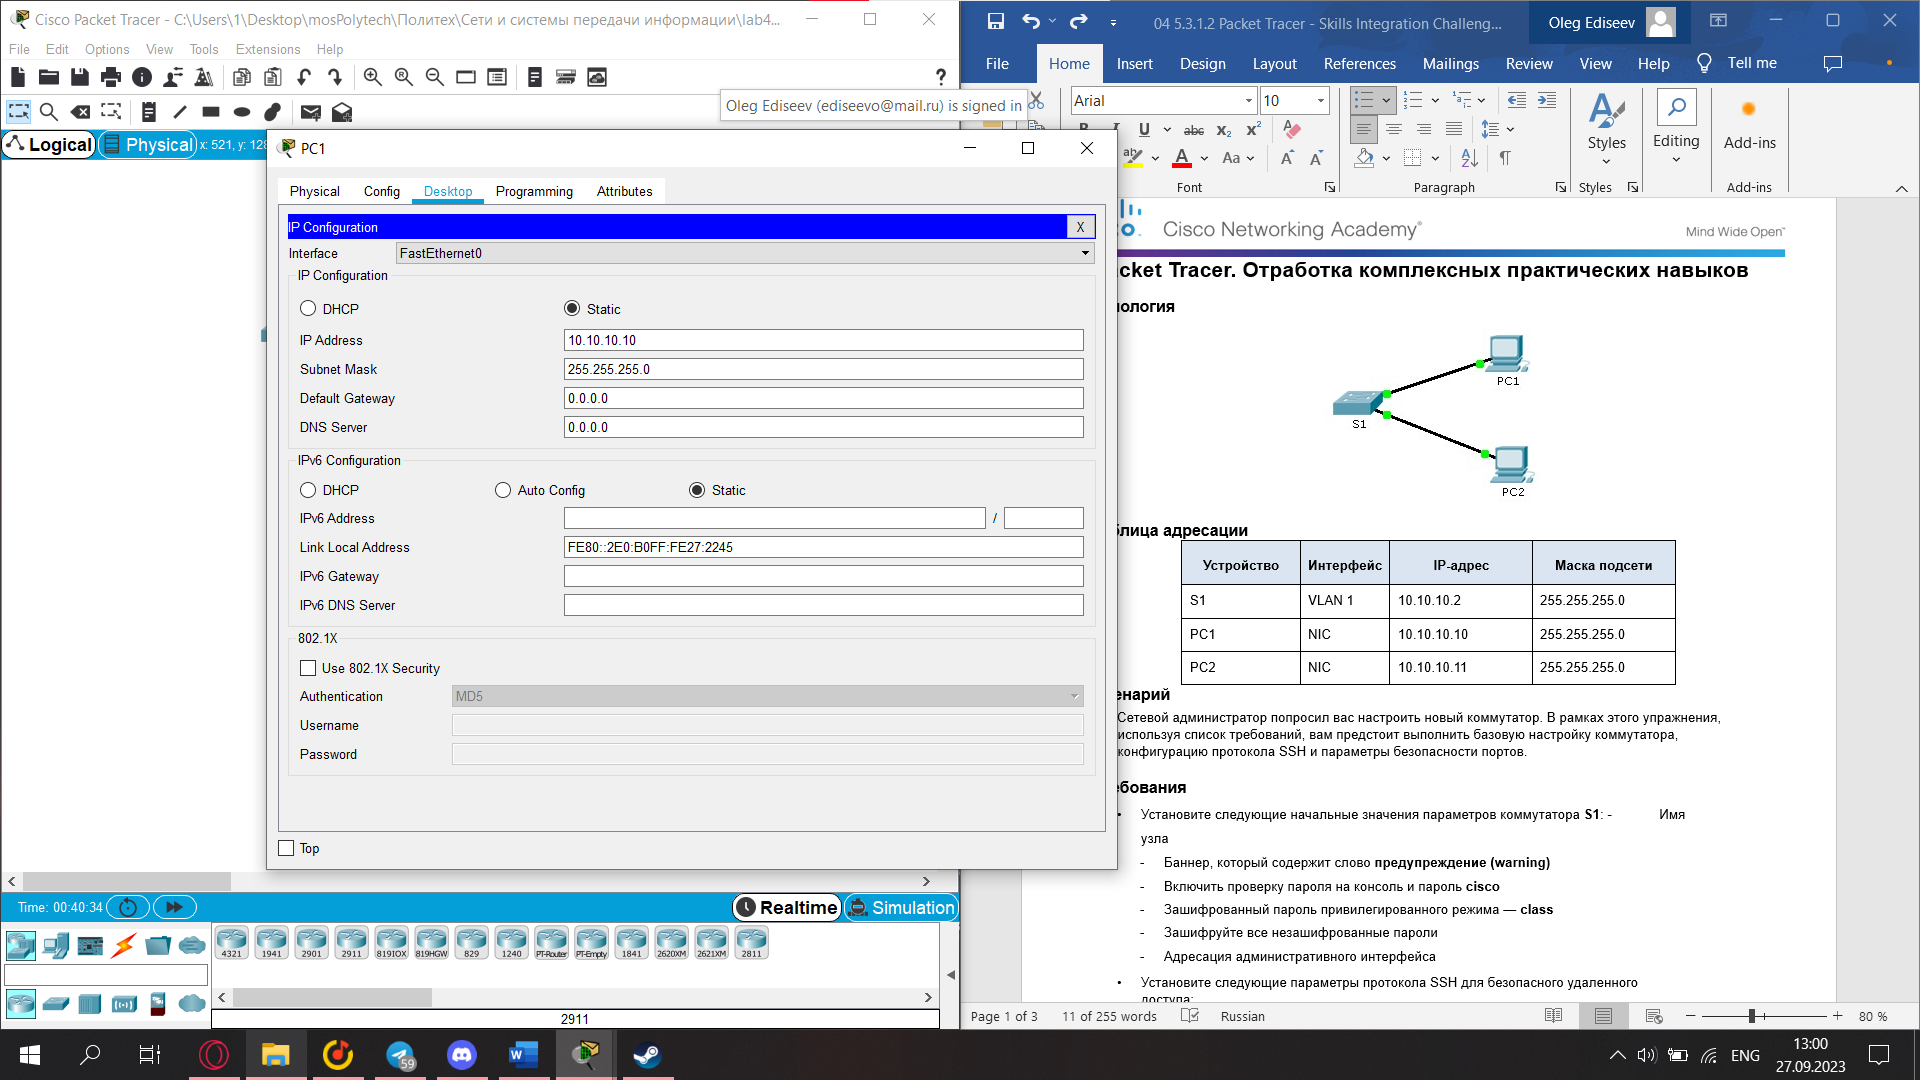 Cisco Packet Tracer - C:\Users\1\Desktop\mosPolytech\Политех\Сети и системы передачи информации\lab4...
File Edit Options View Tools Extensions Help
Logical
Physical
x: 521, y: 128
Time: 00:40:34
Realtime
Simulation
4321 1941 2901 2911 819IOX 819HGW 829 1240 PT-Router PT-Empty 1841 2620XM 2621XM 2811
2911
PC1
Physical Config Desktop Programming Attributes
IP Configuration
X
Interface
FastEthernet0
IP Configuration
DHCP
Static
IP Address
10.10.10.10
Subnet Mask
255.255.255.0
Default Gateway
0.0.0.0
DNS Server
0.0.0.0
IPv6 Configuration
DHCP
Auto Config
Static
IPv6 Address
/
Link Local Address
FE80::2E0:B0FF:FE27:2245
IPv6 Gateway
IPv6 DNS Server
802.1X
Use 802.1X Security
Authentication
MD5
Username
Password
Top
04 5.3.1.2 Packet Tracer - Skills Integration Challeng...
Oleg Ediseev
File Home Insert Design Layout References Mailings Review View Help Tell me
Oleg Ediseev (ediseevo@mail.ru) is signed in
Arial
10
Styles
Editing
Add-ins
Font
Paragraph
Styles
Add-ins
Cisco Networking Academy®
Mind Wide Open™
cket Tracer. Отработка комплексных практических навыков
ология
PC1
S1
PC2
лица адресации
Устройство Интерфейс IP-адрес Маска подсети
S1 VLAN 1 10.10.10.2 255.255.255.0
PC1 NIC 10.10.10.10 255.255.255.0
PC2 NIC 10.10.10.11 255.255.255.0
енарий
Сетевой администратор попросил вас настроить новый коммутатор. В рамках этого упражнения,
используя список требований, вам предстоит выполнить базовую настройку коммутатора,
конфигурацию протокола SSH и параметры безопасности портов.
ебования
• Установите следующие начальные значения параметров коммутатора S1: - Имя
узла
- Баннер, который содержит слово предупреждение (warning)
- Включить проверку пароля на консоль и пароль cisco
- Зашифрованный пароль привилегированного режима — class
- Зашифруйте все незашифрованные пароли
- Адресация административного интерфейса
• Установите следующие параметры протокола SSH для безопасного удаленного
доступа:
Page 1 of 3
11 of 255 words
Russian
80 %
59
ENG
13:00
27.09.2023